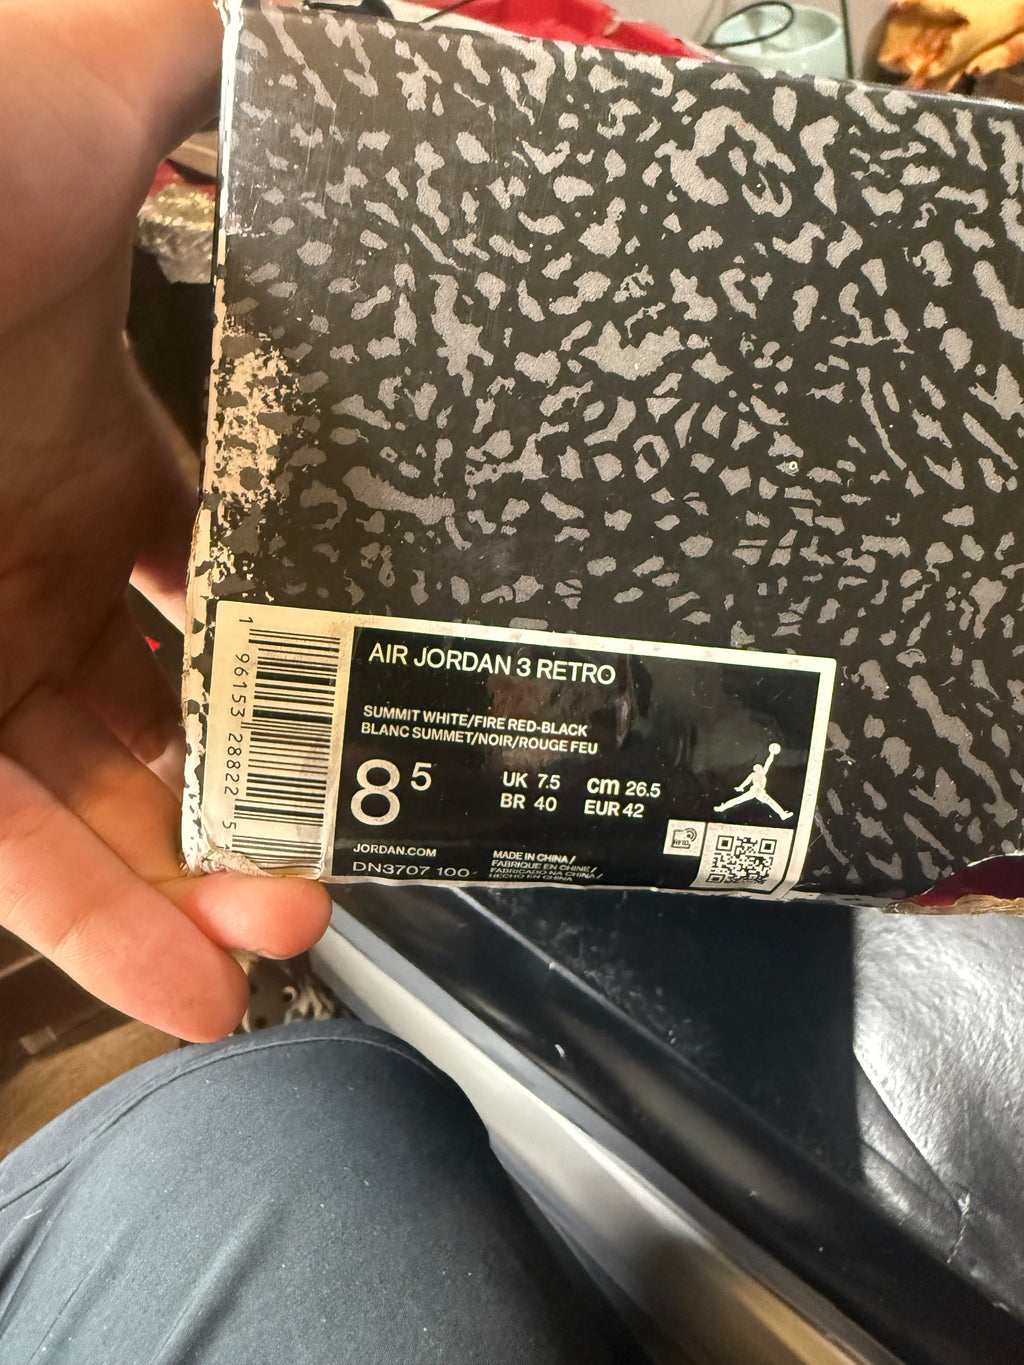 AIR JORDAN 3 RETRO
SUMMIT WHITE/FIRE RED-BLACK
BLANC SUMMET/NOIR/ROUGE FEU
8 5
UK 7.5 cm 26.5
BR 40 EUR 42
JORDAN.COM
DN3707 100
MADE IN CHINA /
FABRIQUE EN CHINE /
FABRICADO NA CHINA /
HECHO EN CHINA
1 96153 28822 5